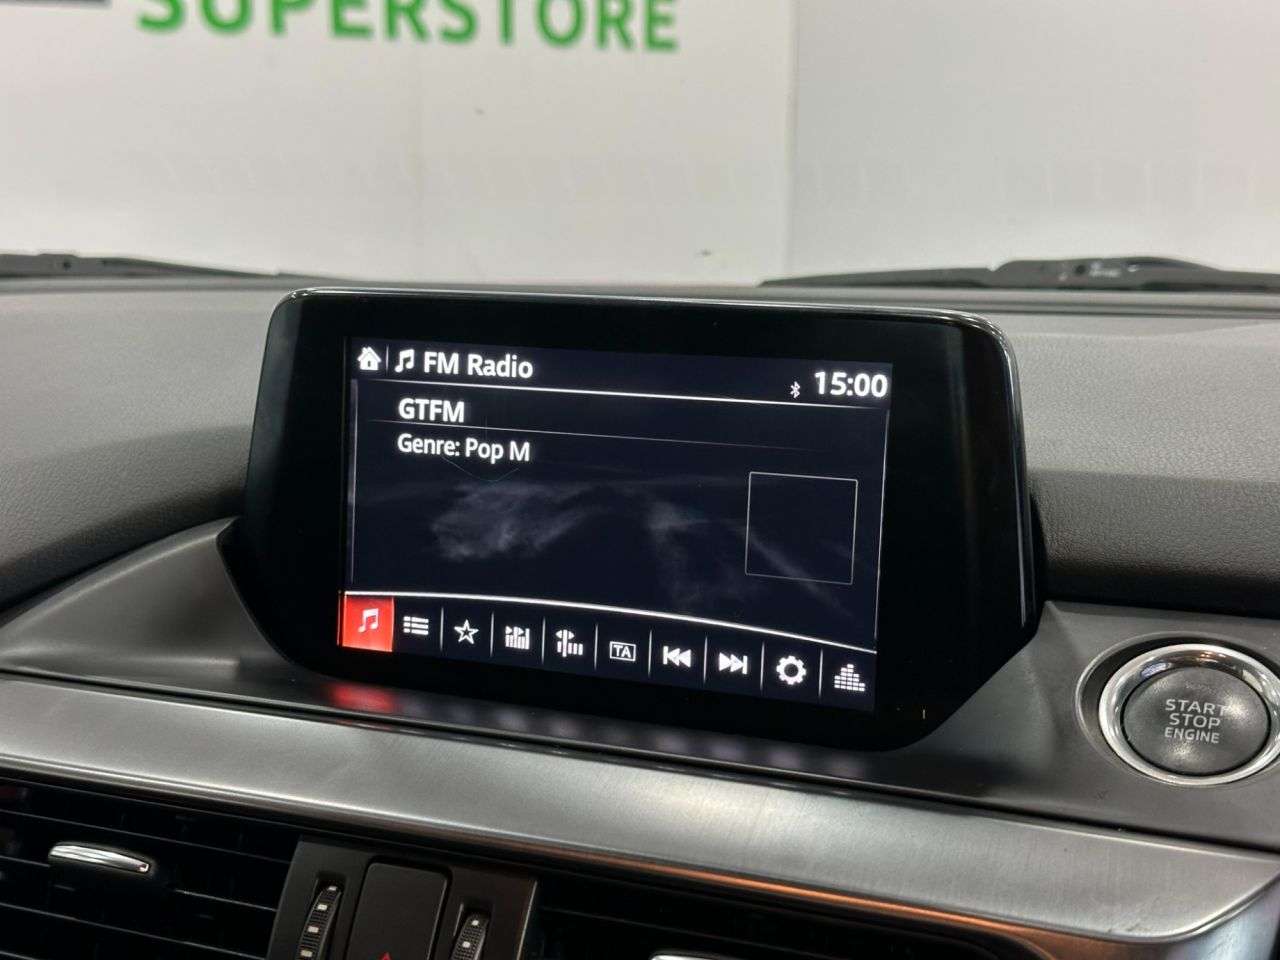 SUPERSTORE
FM Radio
15:00
GTFM
Genre: Pop M
TA
START
STOP
ENGINE